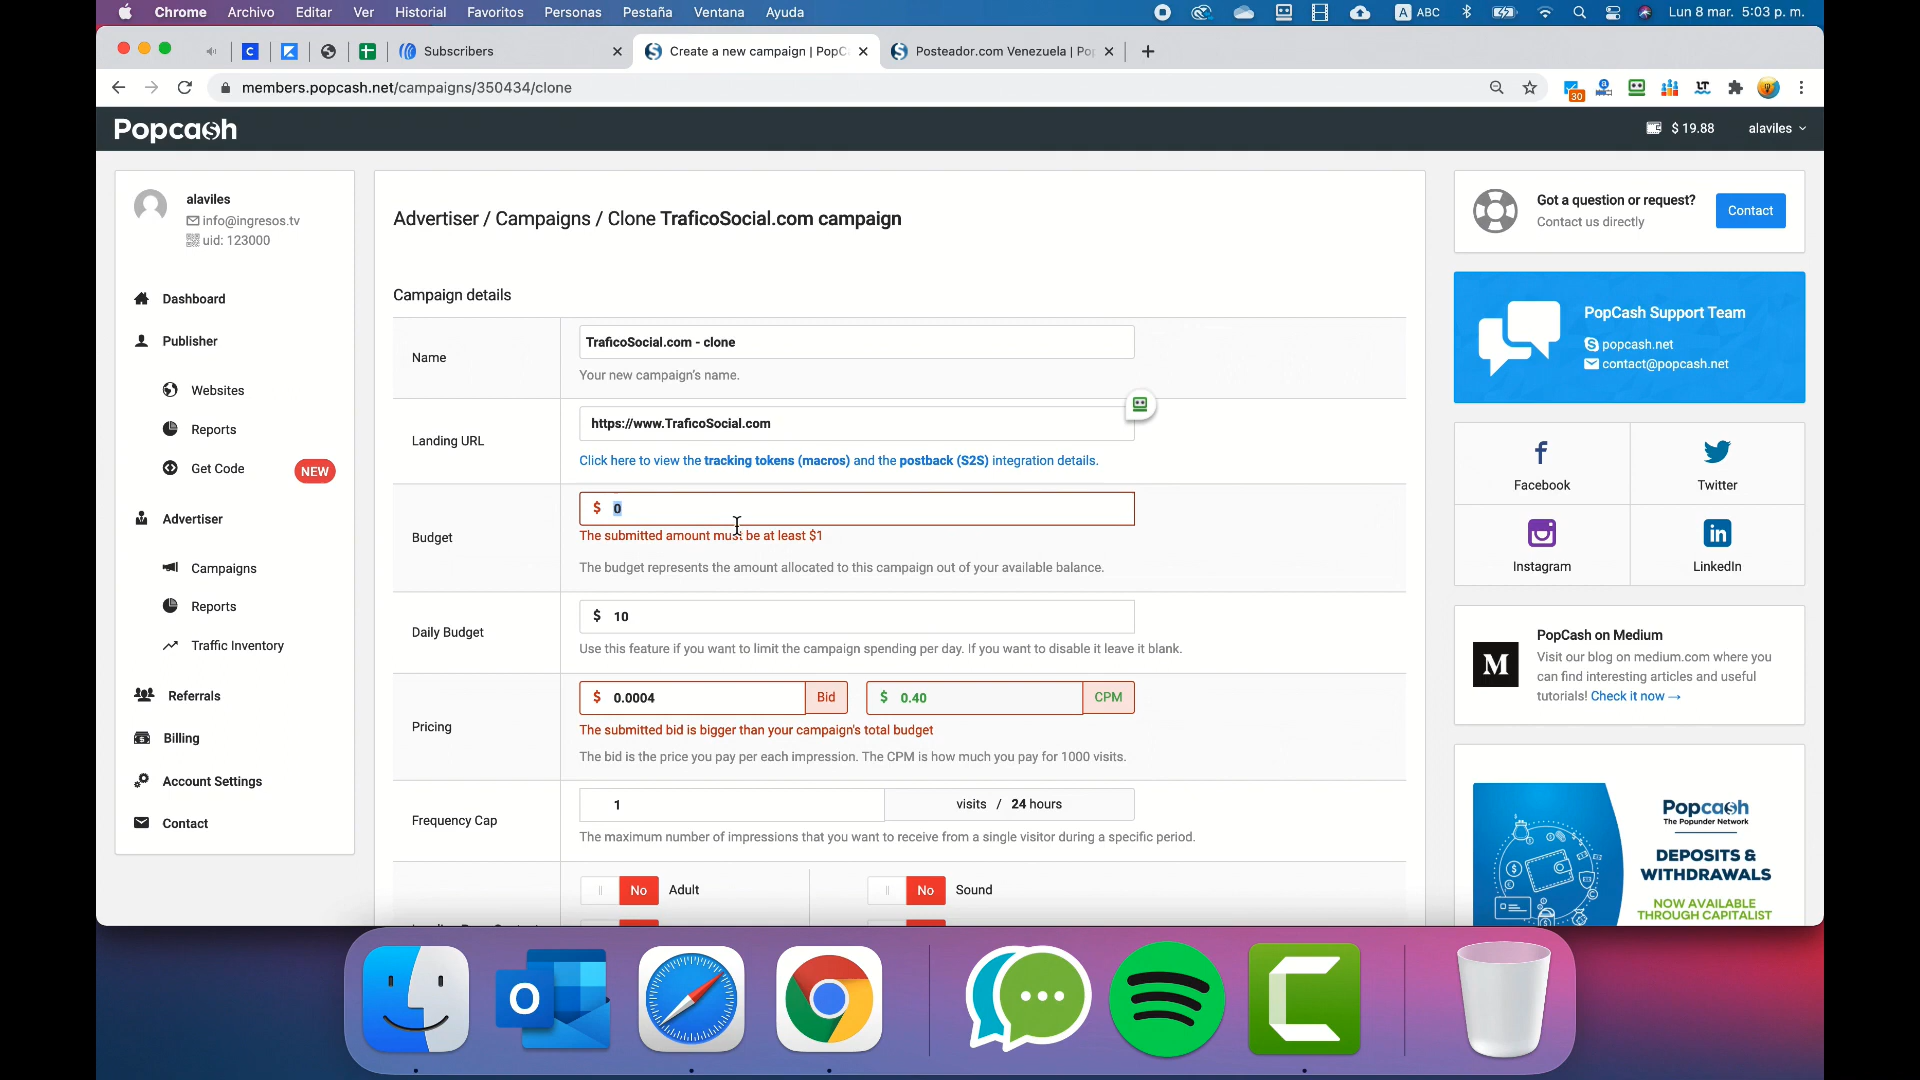 Chrome Archivo Editar Ver Historial Favoritos Personas Pestaña Ventana Ayuda
A ABC
Lun 8 mar. 5:03 p. m.
Subscribers
Create a new campaign | PopC
Posteador.com Venezuela | Po
members.popcash.net/campaigns/350434/clone
30
Popcash
$ 19.88
alaviles
alaviles
info@ingresos.tv
uid: 123000
Dashboard
Publisher
Websites
Reports
Get Code
NEW
Advertiser
Campaigns
Reports
Traffic Inventory
Referrals
Billing
Account Settings
Contact
Advertiser / Campaigns / Clone TraficoSocial.com campaign
Campaign details
Name
TraficoSocial.com - clone
Your new campaign's name.
Landing URL
https://www.TraficoSocial.com
Click here to view the tracking tokens (macros) and the postback (S2S) integration details.
Budget
$ 0
The submitted amount must be at least $1
The budget represents the amount allocated to this campaign out of your available balance.
Daily Budget
$ 10
Use this feature if you want to limit the campaign spending per day. If you want to disable it leave it blank.
Pricing
$ 0.0004 Bid
$ 0.40 CPM
The submitted bid is bigger than your campaign's total budget
The bid is the price you pay per each impression. The CPM is how much you pay for 1000 visits.
Frequency Cap
1
visits / 24 hours
The maximum number of impressions that you want to receive from a single visitor during a specific period.
No Adult
No Sound
Got a question or request?
Contact us directly
Contact
PopCash Support Team
popcash.net
contact@popcash.net
Facebook
Twitter
Instagram
LinkedIn
M
PopCash on Medium
Visit our blog on medium.com where you
can find interesting articles and useful
tutorials! Check it now →
Popcash
The Popunder Network
DEPOSITS &
WITHDRAWALS
NOW AVAILABLE
THROUGH CAPITALIST